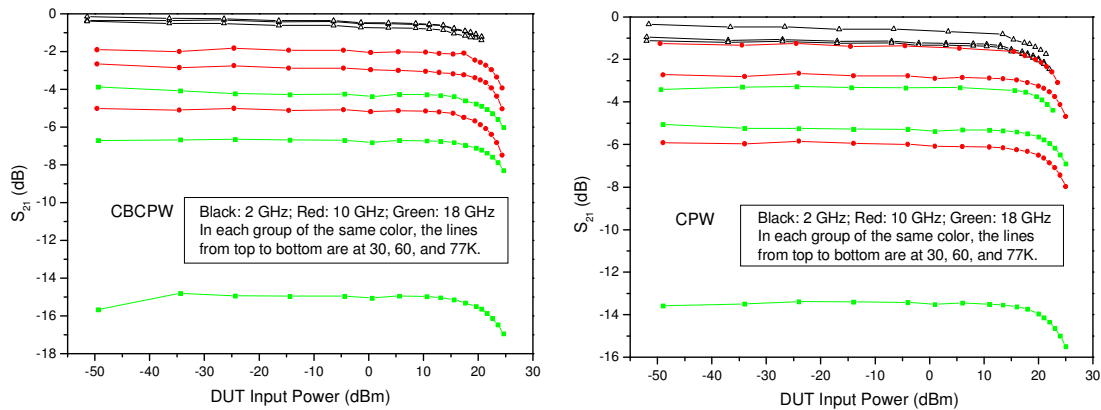 0
-2
-4
-6
-8
-10
-12
-14
-16
-18
S21 (dB)
CBCPW
Black: 2 GHz; Red: 10 GHz; Green: 18 GHz
In each group of the same color, the lines
from top to bottom are at 30, 60, and 77K.
-50 -40 -30 -20 -10 0 10 20 30
DUT Input Power (dBm)
0
-2
-4
-6
-8
-10
-12
-14
-16
S21 (dB)
CPW
Black: 2 GHz; Red: 10 GHz; Green: 18 GHz
In each group of the same color, the lines
from top to bottom are at 30, 60, and 77K.
-50 -40 -30 -20 -10 0 10 20 30
DUT Input Power (dBm)